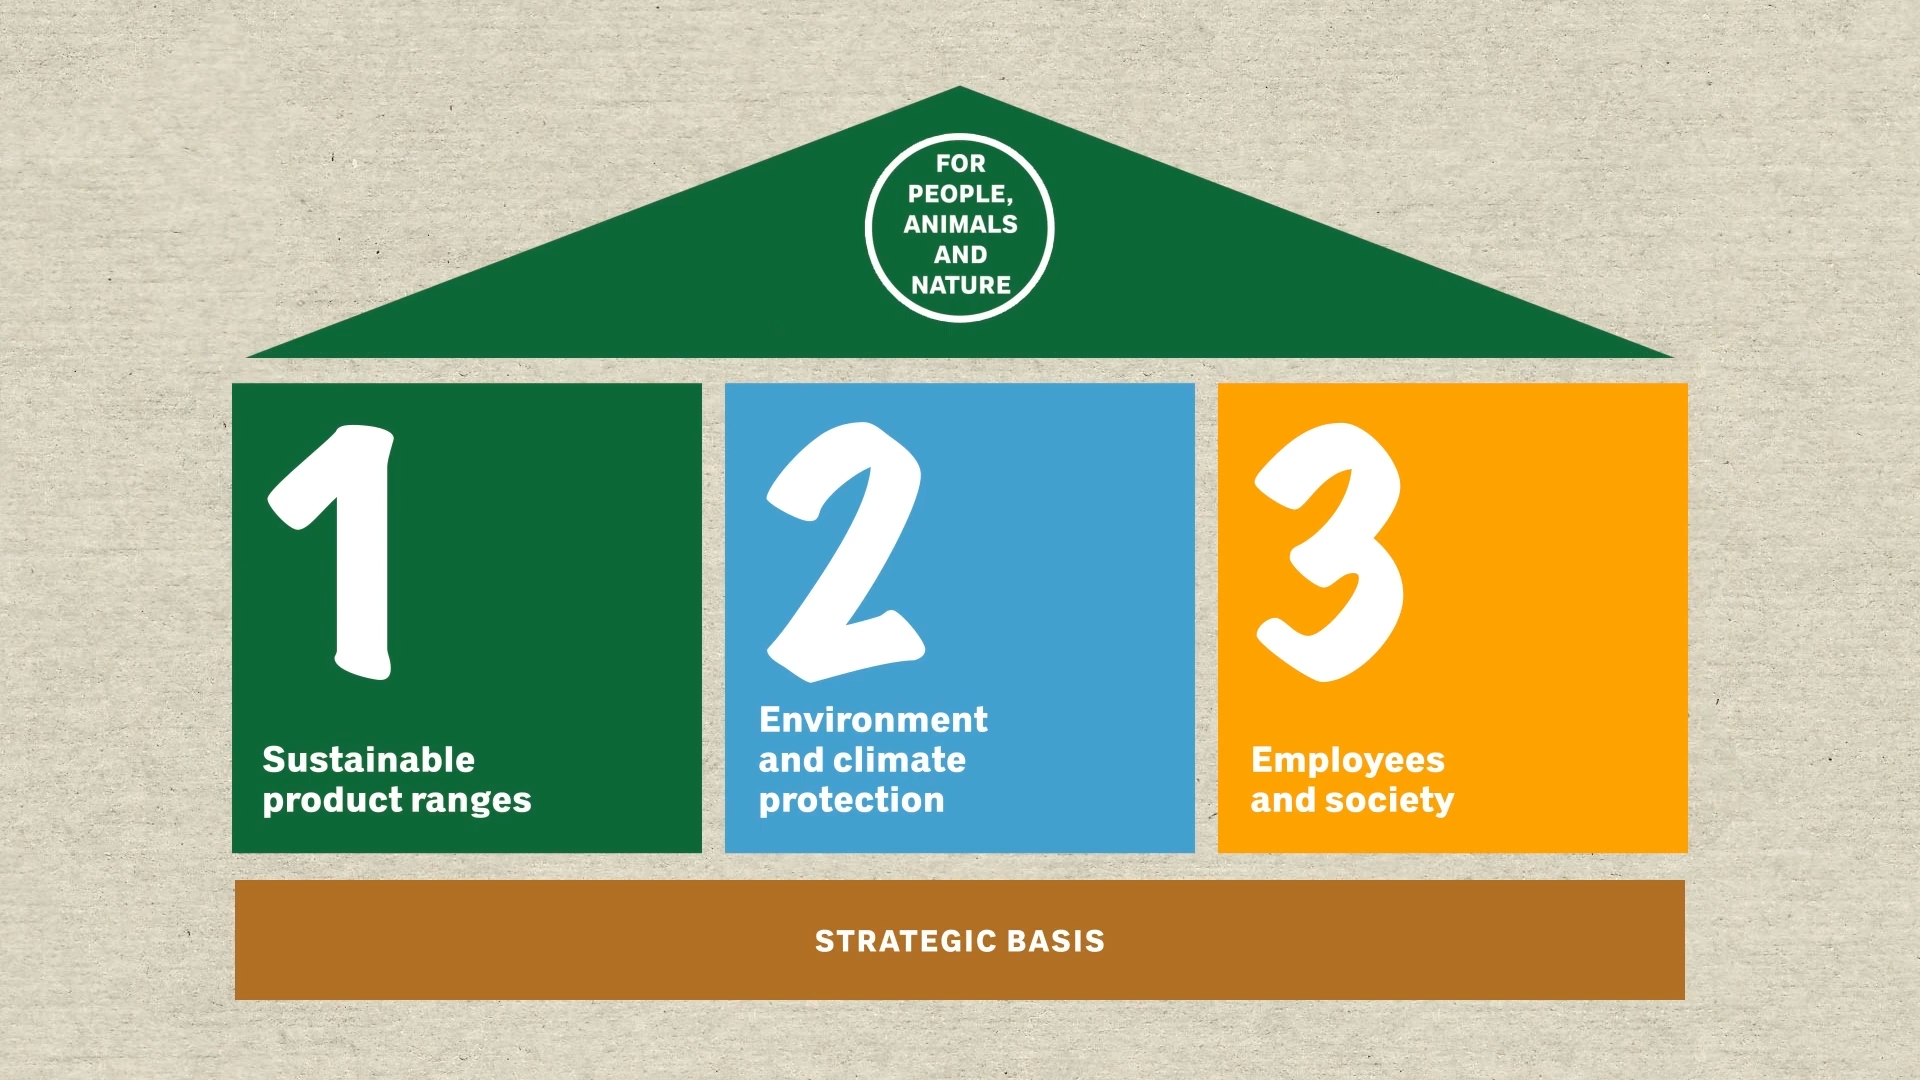 FOR
PEOPLE,
ANIMALS
AND
NATURE
1
Sustainable
product ranges
2
Environment
and climate
protection
3
Employees
and society
STRATEGIC BASIS